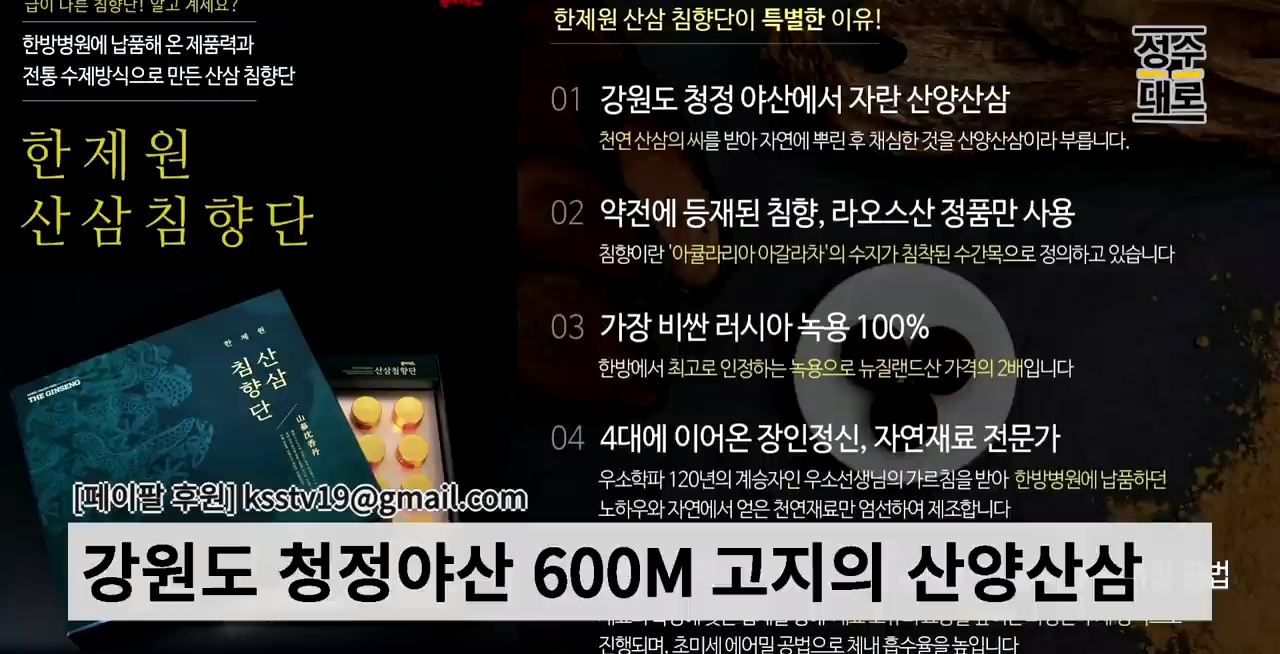 급이 다른 침향단! 알고 계세요?
한방병원에 납품해 온 제품력과
전통 수제방식으로 만든 산삼 침향단
한제원
산삼침향단
한제원
산삼
침향단
山蔘沈香丹
THE GINSENG
산삼침향단
한제원 산삼 침향단이 특별한 이유!
정수
대로
01 강원도 청정 야산에서 자란 산양산삼
천연 산삼의 씨를 받아 자연에 뿌린 후 채심한 것을 산양산삼이라 부릅니다.
02 약전에 등재된 침향, 라오스산 정품만 사용
침향이란 '아퀼라리아 아갈라차'의 수지가 침착된 수간목으로 정의하고 있습니다
03 가장 비싼 러시아 녹용 100%
한방에서 최고로 인정하는 녹용으로 뉴질랜드산 가격의 2배입니다
04 4대에 이어온 장인정신, 자연재료 전문가
우소학파 120년의 계승자인 우소선생님의 가르침을 받아 한방병원에 납품하던
노하우와 자연에서 얻은 천연재료만 엄선하여 제조합니다
[페이팔 후원] ksstv19@gmail.com
강원도 청정야산 600M 고지의 산양산삼
진행되며, 초미세 에어밀 공법으로 체내 흡수율을 높입니다